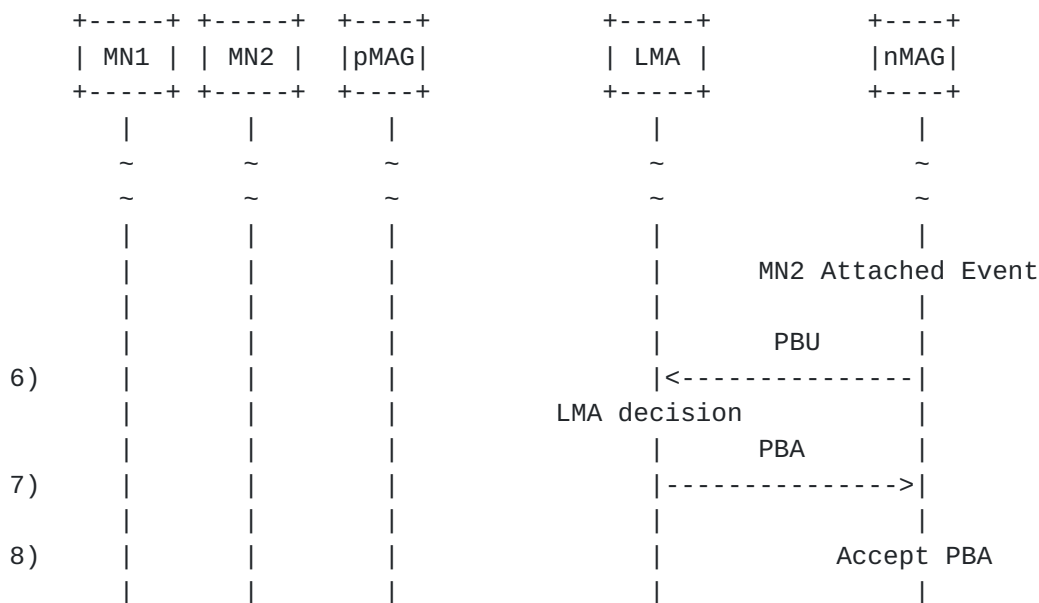 +-----+ +-----+  +----+           +-----+          +----+
| MN1 | | MN2 |  |pMAG|           | LMA |          |nMAG|
+-----+ +-----+  +----+           +-----+          +----+
|       |        |                |                |
~       ~        ~                ~                ~
~       ~        ~                ~                ~
|       |        |                |                |
|       |        |                |      MN2 Attached Event
|       |        |                |                |
|       |        |                |       PBU      |
6)      |       |        |                |<---------------|
|       |        |          LMA decision           |
|       |        |                |      PBA       |
7)      |       |        |                |--------------->|
|       |        |                |                |
8)      |       |        |                |           Accept PBA
|       |        |                |                |